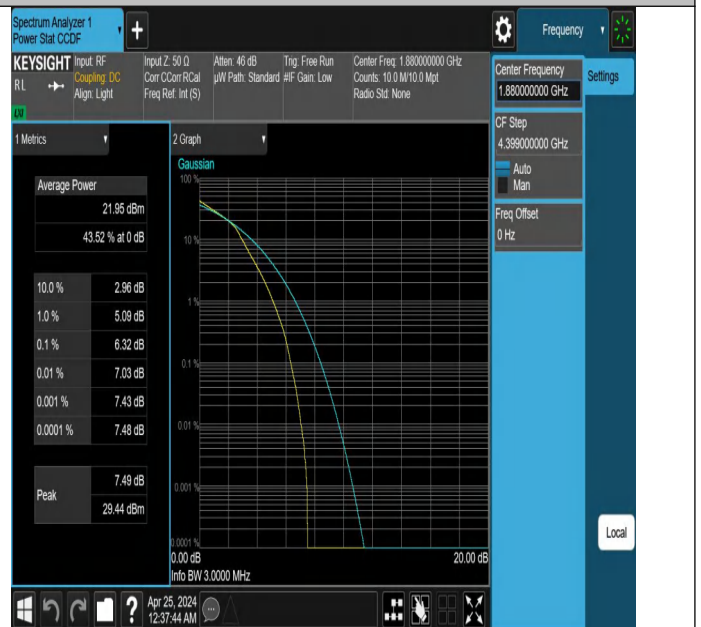 Spectrum Analyzer 1
Power Stat CCDF
+
Frequency
KEYSIGHT
RL
Input: RF
Coupling: DC
Align: Light
Input Z: 50 Ω
Corr CCorr RCal
Freq Ref: Int (S)
Atten: 46 dB
µW Path: Standard
Trig: Free Run
#IF Gain: Low
Center Freq: 1.880000000 GHz
Counts: 10.0 M/10.0 Mpt
Radio Std: None
Center Frequency
1.880000000 GHz
Settings
CF Step
4.399000000 GHz
Auto
Man
Freq Offset
0 Hz
1 Metrics
Average Power
21.95 dBm
43.52 % at 0 dB
10.0 % 2.96 dB
1.0 % 5.09 dB
0.1 % 6.32 dB
0.01 % 7.03 dB
0.001 % 7.43 dB
0.0001 % 7.48 dB
Peak
7.49 dB
29.44 dBm
2 Graph
Gaussian
100 %
10 %
1 %
0.1 %
0.01 %
0.001 %
0.0001 %
0.00 dB 20.00 dB
Info BW 3.0000 MHz
Local
?
Apr 25, 2024
12:37:44 AM